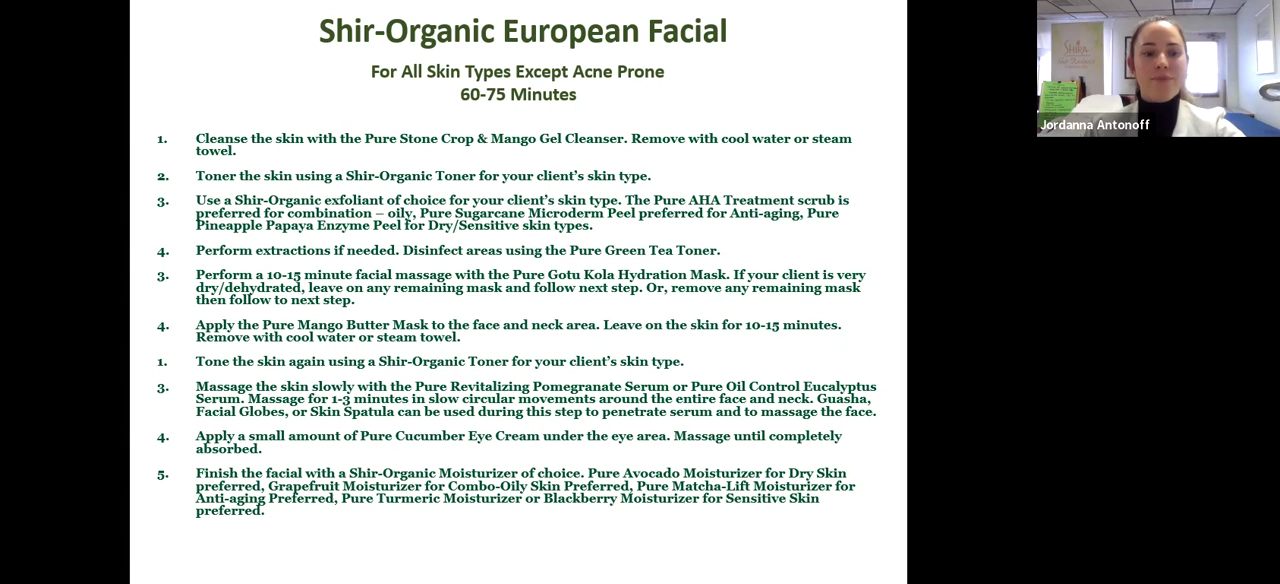 Shir-Organic European Facial
For All Skin Types Except Acne Prone
60-75 Minutes
1. Cleanse the skin with the Pure Stone Crop & Mango Gel Cleanser. Remove with cool water or steam
towel.
2. Toner the skin using a Shir-Organic Toner for your client's skin type.
3. Use a Shir-Organic exfoliant of choice for your client's skin type. The Pure AHA Treatment scrub is
preferred for combination – oily, Pure Sugarcane Microderm Peel preferred for Anti-aging, Pure
Pineapple Papaya Enzyme Peel for Dry/Sensitive skin types.
4. Perform extractions if needed. Disinfect areas using the Pure Green Tea Toner.
3. Perform a 10-15 minute facial massage with the Pure Gotu Kola Hydration Mask. If your client is very
dry/dehydrated, leave on any remaining mask and follow next step. Or, remove any remaining mask
then follow to next step.
4. Apply the Pure Mango Butter Mask to the face and neck area. Leave on the skin for 10-15 minutes.
Remove with cool water or steam towel.
1. Tone the skin again using a Shir-Organic Toner for your client's skin type.
3. Massage the skin slowly with the Pure Revitalizing Pomegranate Serum or Pure Oil Control Eucalyptus
Serum. Massage for 1-3 minutes in slow circular movements around the entire face and neck. Guasha,
Facial Globes, or Skin Spatula can be used during this step to penetrate serum and to massage the face.
4. Apply a small amount of Pure Cucumber Eye Cream under the eye area. Massage until completely
absorbed.
5. Finish the facial with a Shir-Organic Moisturizer of choice. Pure Avocado Moisturizer for Dry Skin
preferred, Grapefruit Moisturizer for Combo-Oily Skin Preferred, Pure Matcha-Lift Moisturizer for
Anti-aging Preferred, Pure Turmeric Moisturizer or Blackberry Moisturizer for Sensitive Skin
preferred.
SHIRA
Jordanna Antonoff